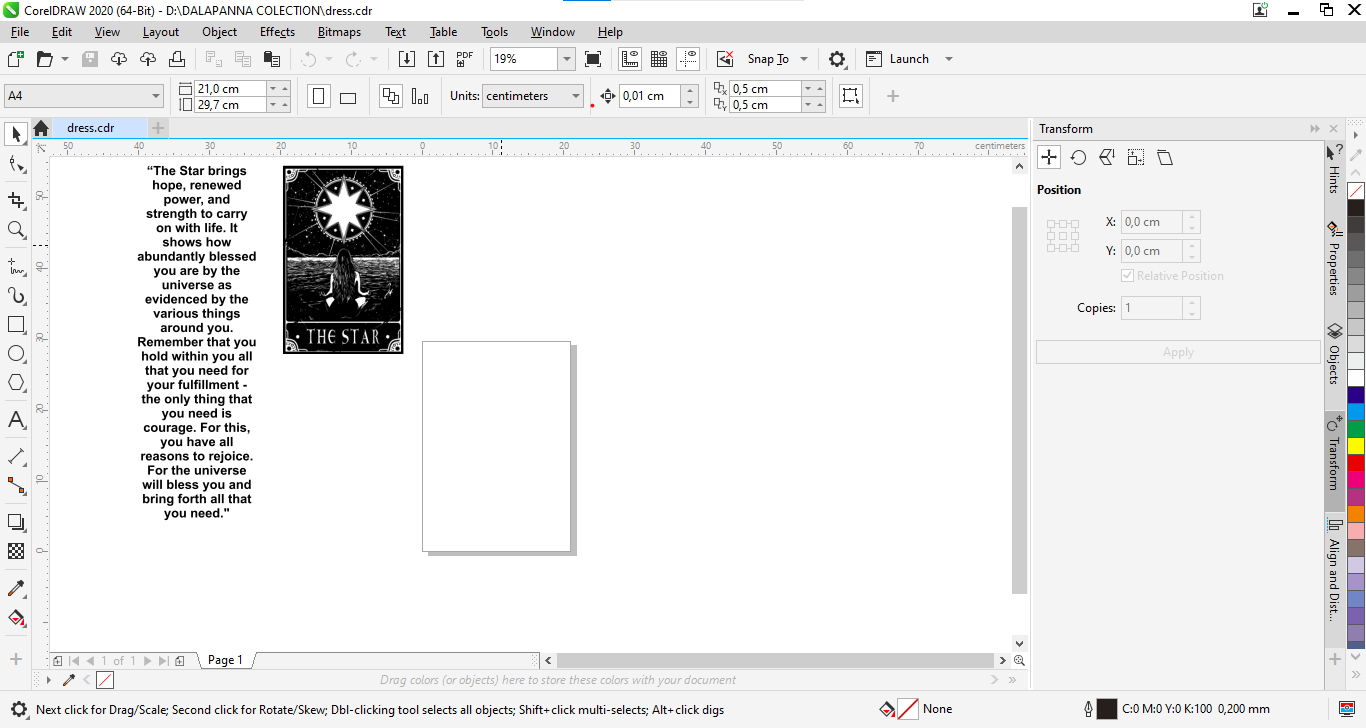 CorelDRAW 2020 (64-Bit) - D:\DALAPANNA COLECTION\dress.cdr
File Edit View Layout Object Effects Bitmaps Text Table Tools Window Help
PDF 19% Snap To Launch
A4 21,0 cm 29,7 cm Units: centimeters 0,01 cm 0,5 cm 0,5 cm
dress.cdr
50 40 30 20 10 0 10 20 30 40 50 60 70 centimeters
50
40
30
20
10
0
“The Star brings
hope, renewed
power, and
strength to carry
on with life. It
shows how
abundantly blessed
you are by the
universe as
evidenced by the
various things
around you.
Remember that you
hold within you all
that you need for
your fulfillment -
the only thing that
you need is
courage. For this,
you have all
reasons to rejoice.
For the universe
will bless you and
bring forth all that
you need."
THE STAR
Transform
Position
X: 0,0 cm
Y: 0,0 cm
Relative Position
Copies: 1
Apply
Hints
Properties
Objects
Transform
Align and Dist...
1 of 1 Page 1
Drag colors (or objects) here to store these colors with your document
Next click for Drag/Scale; Second click for Rotate/Skew; Dbl-clicking tool selects all objects; Shift+click multi-selects; Alt+click digs
None
C:0 M:0 Y:0 K:100 0,200 mm